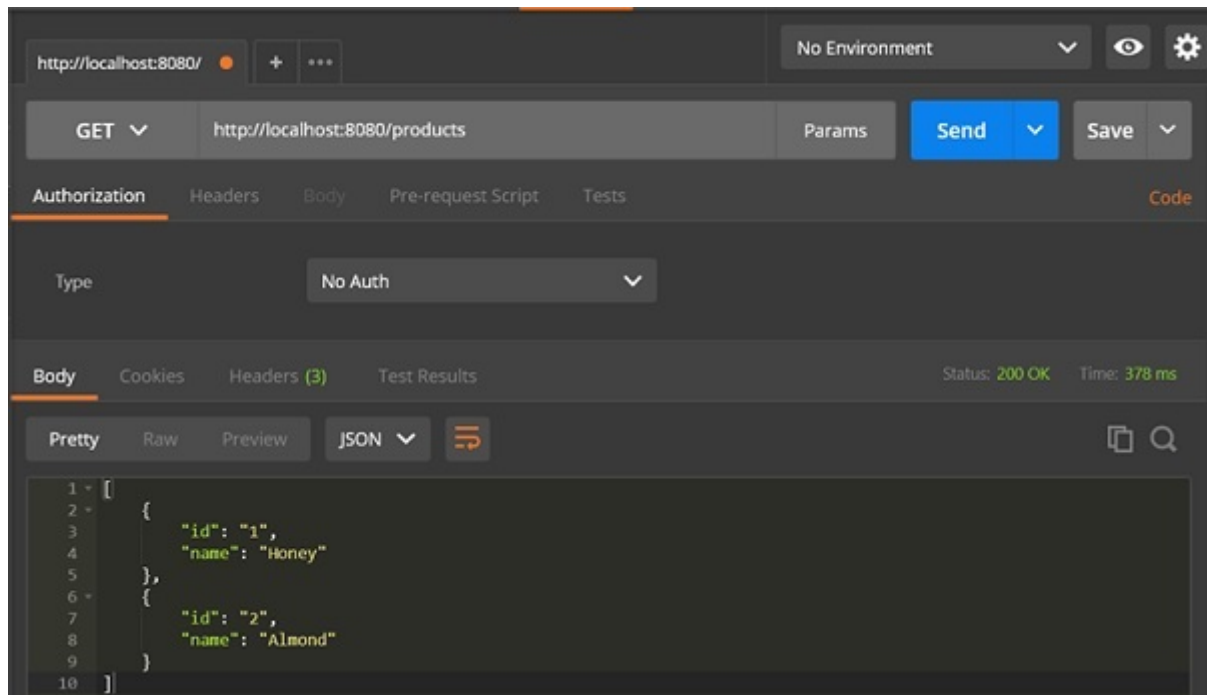 http://localhost:8080/ + ••• No Environment
GET http://localhost:8080/products Params Send Save
Authorization Headers Body Pre-request Script Tests Code
Type No Auth
Body Cookies Headers (3) Test Results Status: 200 OK Time: 378 ms
Pretty Raw Preview JSON
1 [
2 {
3 "id": "1",
4 "name": "Honey"
5 },
6 {
7 "id": "2",
8 "name": "Almond"
9 }
10 ]